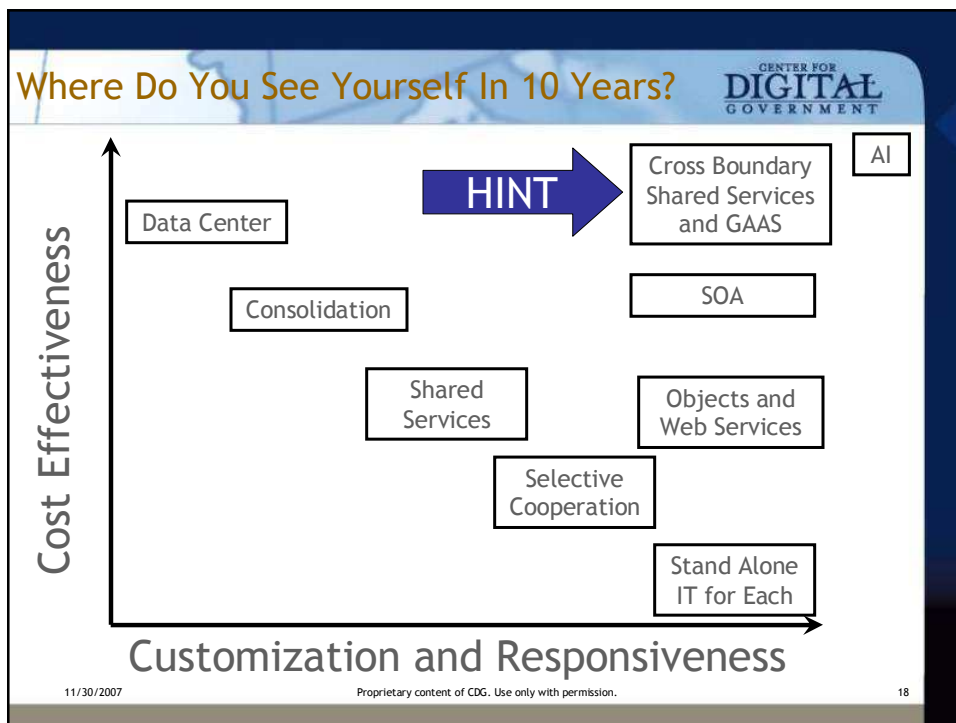 Where Do You See Yourself In 10 Years?
CENTER FOR
DIGITAL
GOVERNMENT
AI
Cross Boundary
Shared Services
and GAAS
HINT
Data Center
Consolidation
SOA
Shared
Services
Objects and
Web Services
Selective
Cooperation
Stand Alone
IT for Each
Cost Effectiveness
Customization and Responsiveness
11/30/2007
Proprietary content of CDG. Use only with permission.
18